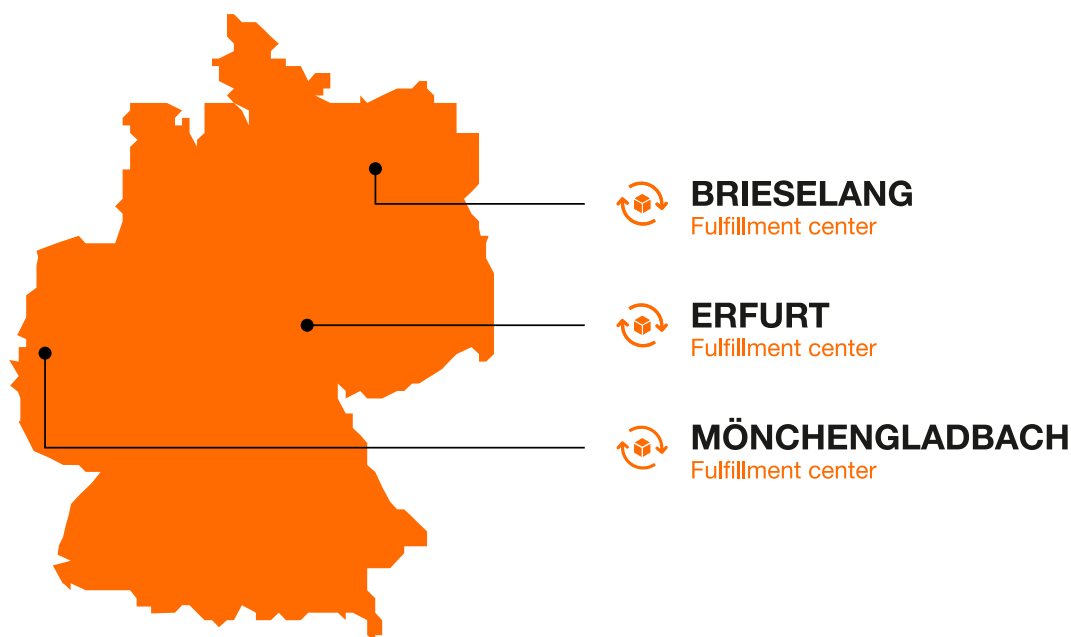 BRIESELANG
Fulfillment center
ERFURT
Fulfillment center
MÖNCHENGLADBACH
Fulfillment center